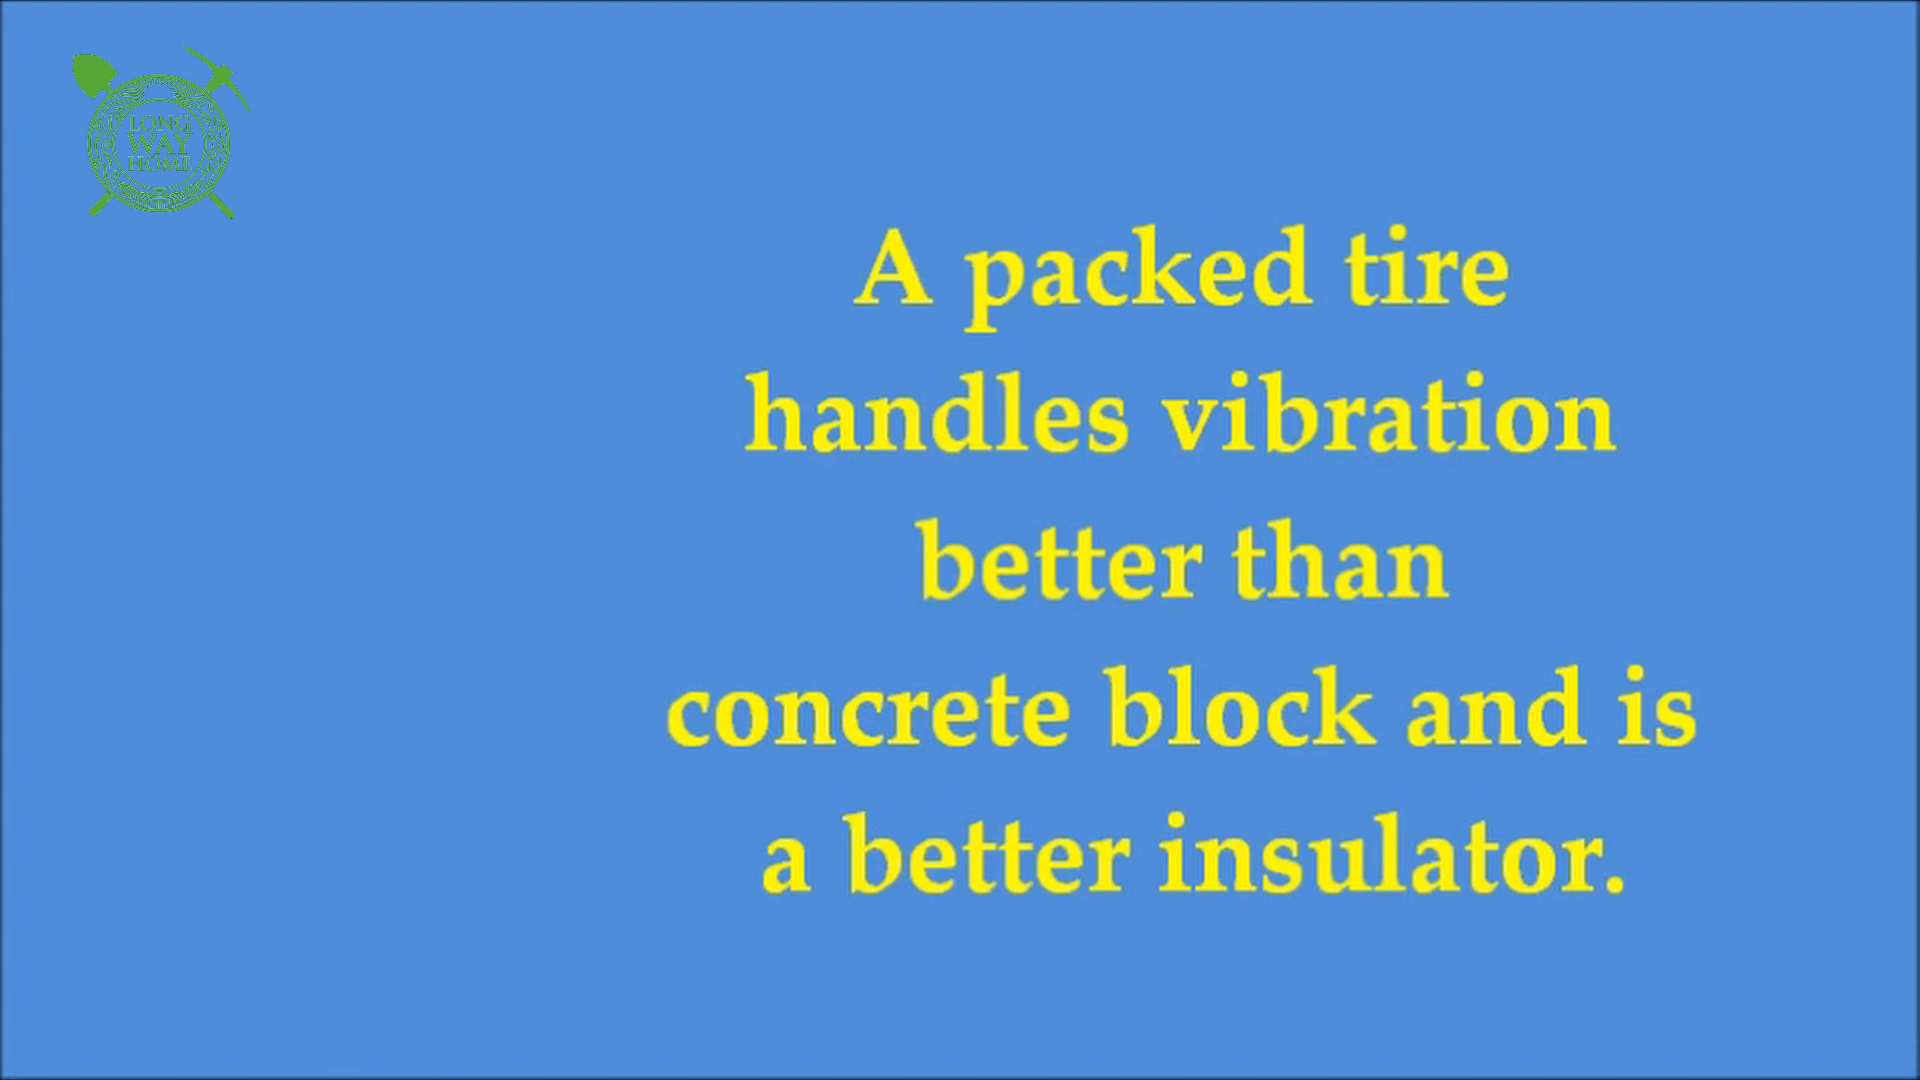 LONG
WAY
HOME
A packed tire
handles vibration
better than
concrete block and is
a better insulator.